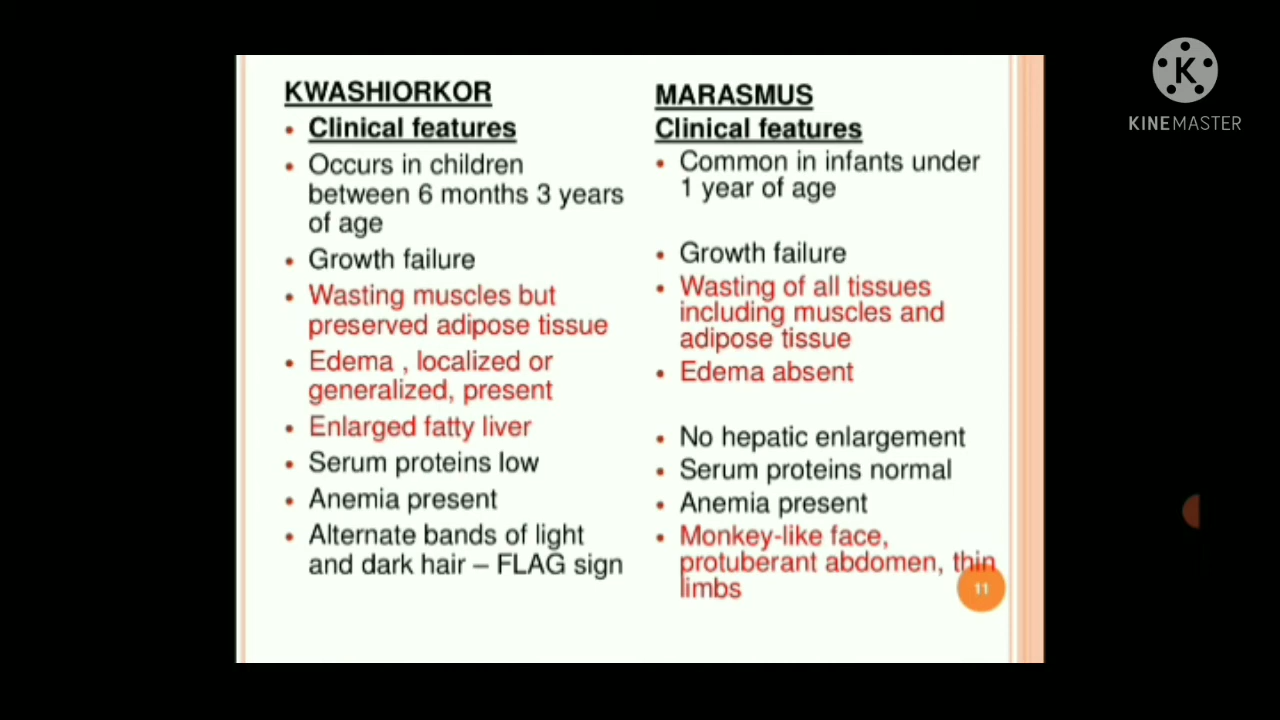 KWASHIORKOR
• Clinical features
• Occurs in children
between 6 months 3 years
of age
• Growth failure
• Wasting muscles but
preserved adipose tissue
• Edema , localized or
generalized, present
• Enlarged fatty liver
• Serum proteins low
• Anemia present
• Alternate bands of light
and dark hair – FLAG sign
MARASMUS
Clinical features
• Common in infants under
1 year of age
• Growth failure
• Wasting of all tissues
including muscles and
adipose tissue
• Edema absent
• No hepatic enlargement
• Serum proteins normal
• Anemia present
• Monkey-like face,
protuberant abdomen, thin
limbs
11
K
KINEMASTER